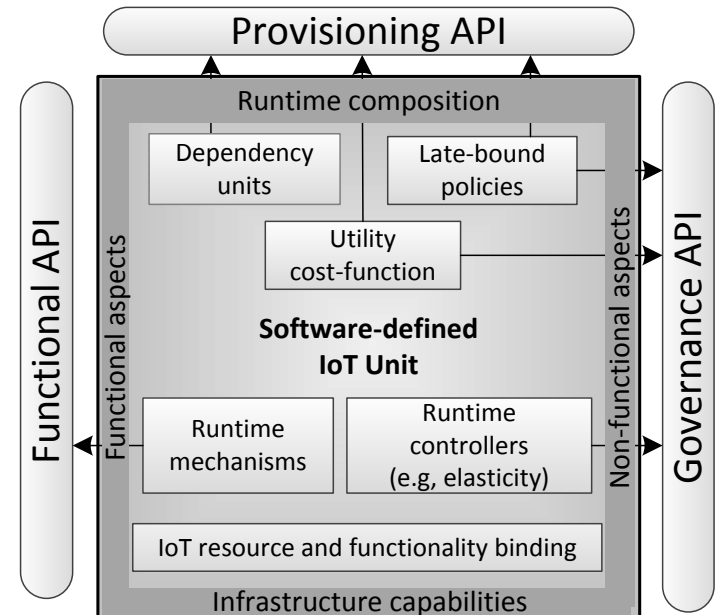 Provisioning API
Runtime composition
Dependency
units
Late-bound
policies
Utility
cost-function
Functional API
Functional aspects
Software-defined
IoT Unit
Non-functional aspects
Governance API
Runtime
mechanisms
Runtime
controllers
(e.g, elasticity)
IoT resource and functionality binding
Infrastructure capabilities